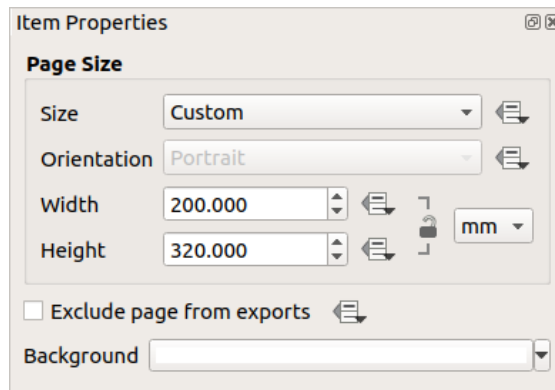 Item Properties
Page Size
Size Custom
Orientation Portrait
Width 200.000
mm
Height 320.000
Exclude page from exports
Background